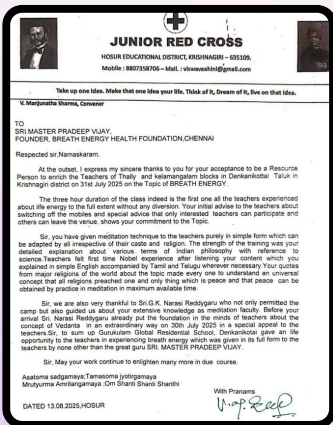 JUNIOR RED CROSS
HOSUR EDUCATIONAL DISTRICT, KRISHNAGIRI – 635109.
Mobile : 8807358706 – Mail. : viswavaahini@gmail.com
Take up one idea. Make that one idea your life. Think of it, Dream of it, live on that idea.
V. Manjunatha Sharma, Convener
TO
SRI.MASTER PRADEEP VIJAY,
FOUNDER, BREATH ENERGY HEALTH FOUNDATION,CHENNAI
Respected sir,Namaskaram,
At the outset, I express my sincere thanks to you for your acceptance to be a Resource
Person to enrich the Teachers of Thally and kelamangalam blocks in Denkanikottai Taluk in
Krishnagiri district on 31st July 2025 on the Topic of BREATH ENERGY.
The three hour duration of the class indeed is the first one all the teachers experienced
about life energy to the full extent without any diversion. Your initial advise to the teachers about
switching off the mobiles and special advice that only interested teachers can participate and
others can leave the venue, shows your commitment to the Topic.
Sir, you have given meditation technique to the teachers purely in simple form which can
be adapted by all irrespective of their caste and religion. The strength of the training was your
detailed explanation about various terms of Indian philosophy with reference to
science.Teachers felt first time Nobel experience after listening your content which you
explained in simple English accompanied by Tamil and Telugu wherever necessary.Your quotes
from major religions of the world about the topic made every one to understand an universal
concept that all religions preached one and only thing which is peace and that peace can be
obtained by practice in meditation in maximum available time.
Sir, we are also very thankful to Sri.G.K. Narasi Reddygaru who not only permitted the
camp but also guided us about your extensive knowledge as meditation faculty. Before your
arrival Sri. Narasi Reddygaru already put the foundation in the minds of teachers about the
concept of Vedanta in an extraordinary way on 30th July 2025 in a special appeal to the
teachers.Sir, to sum up Gurukulam Global Residential School, Denkanikotai gave an life
opportunity to the teachers in experiencing breath energy which was given in its full form to the
teachers by none other than the great guru SRI. MASTER PRADEEP VIJAY.
Sir, May your work continue to enlighten many more in due course.
Asatoma sadgamaya;Tamasoma jyotirgamaya
Mrutyurma Amritangamaya ;Om Shanti Shanthi Shanthi
With Pranams
DATED 13.08.2025,HOSUR